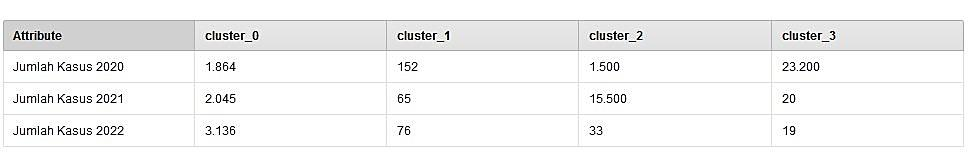 Attribute cluster_0 cluster_1 cluster_2 cluster_3
Jumlah Kasus 2020 1.864 152 1.500 23.200
Jumlah Kasus 2021 2.045 65 15.500 20
Jumlah Kasus 2022 3.136 76 33 19